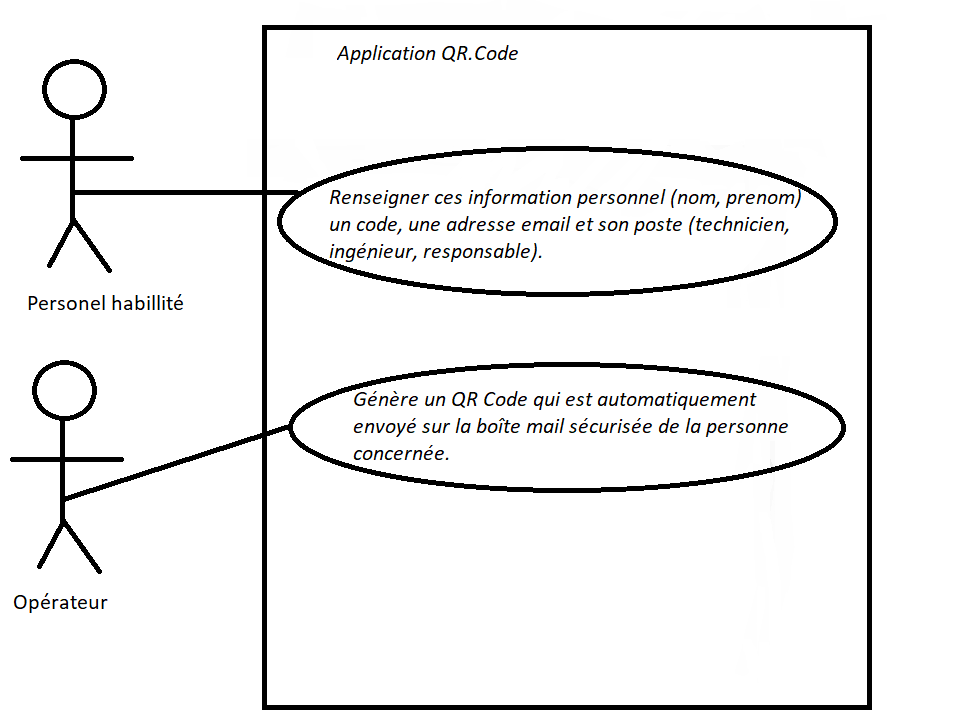 Application QR.Code
Renseigner ces information personnel (nom, prenom)
un code, une adresse email et son poste (technicien,
ingénieur, responsable).
Personel habillité
Génère un QR Code qui est automatiquement
envoyé sur la boîte mail sécurisée de la personne
concernée.
Opérateur